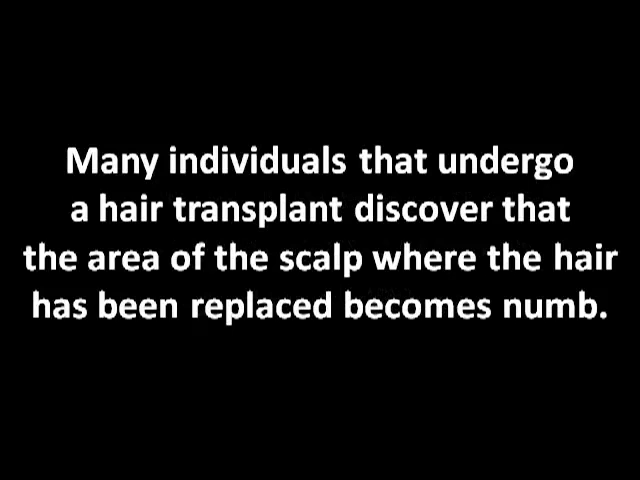 Many individuals that undergo
a hair transplant discover that
the area of the scalp where the hair
has been replaced becomes numb.